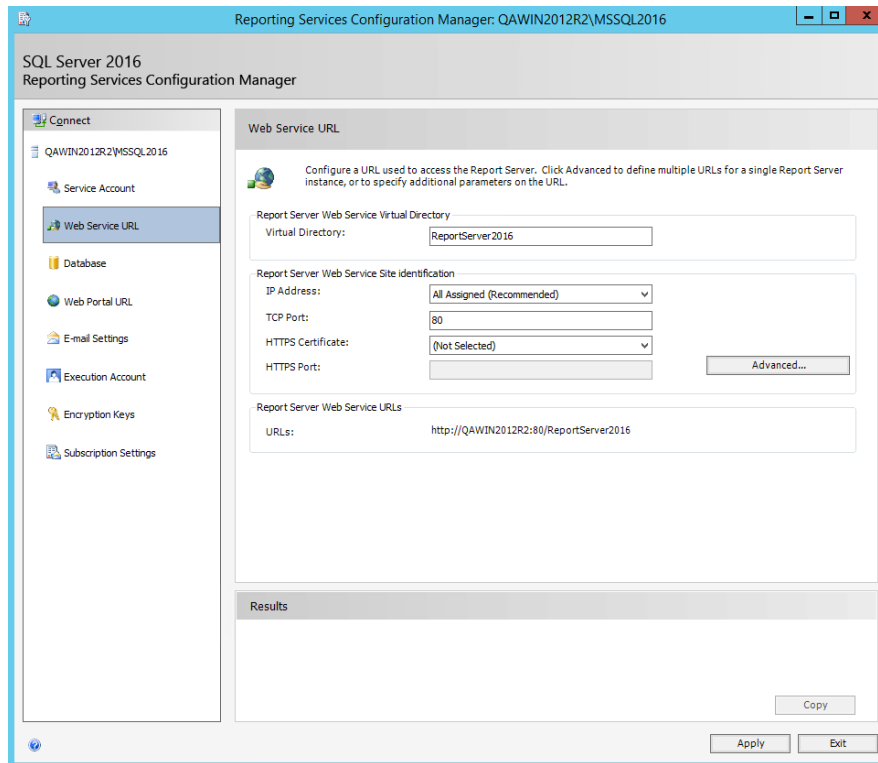 Reporting Services Configuration Manager: QAWIN2012R2\MSSQL2016
SQL Server 2016
Reporting Services Configuration Manager
Connect
QAWIN2012R2\MSSQL2016
Service Account
Web Service URL
Database
Web Portal URL
E-mail Settings
Execution Account
Encryption Keys
Subscription Settings
Web Service URL
Configure a URL used to access the Report Server. Click Advanced to define multiple URLs for a single Report Server
instance, or to specify additional parameters on the URL.
Report Server Web Service Virtual Directory
Virtual Directory: ReportServer2016
Report Server Web Service Site identification
IP Address: All Assigned (Recommended)
TCP Port: 80
HTTPS Certificate: (Not Selected)
HTTPS Port:
Advanced...
Report Server Web Service URLs
URLs: http://QAWIN2012R2:80/ReportServer2016
Results
Copy
Apply Exit